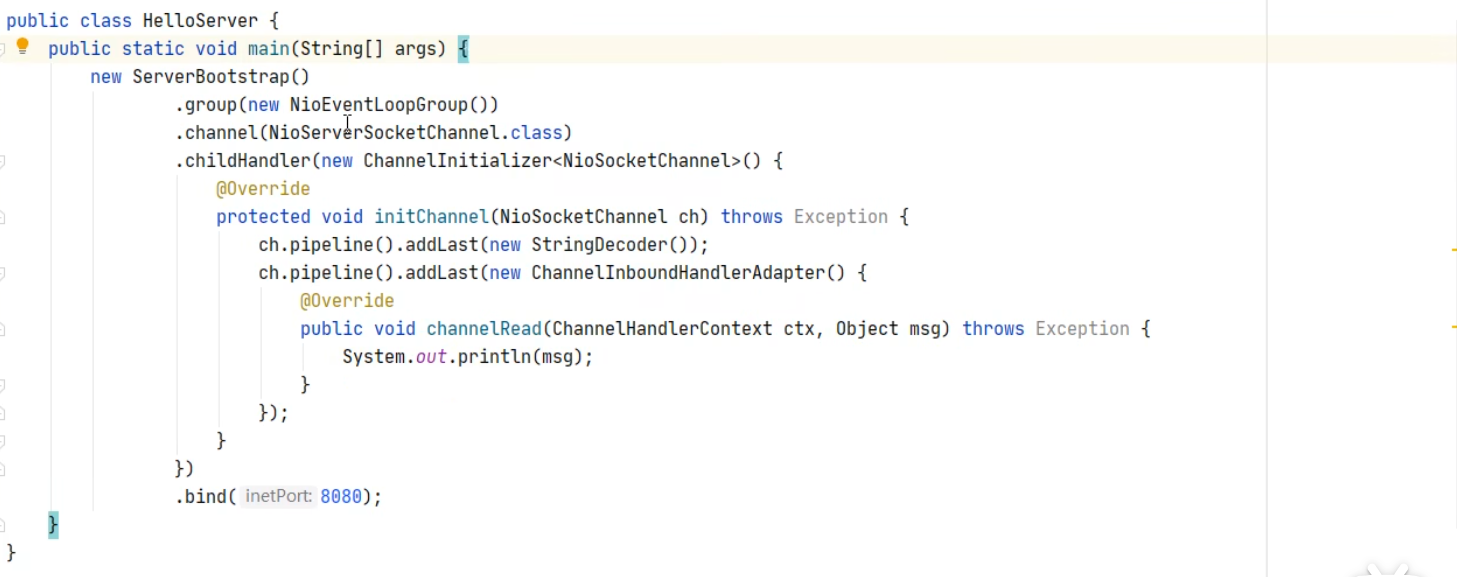 public class HelloServer {
public static void main(String[] args) {
new ServerBootstrap()
.group(new NioEventLoopGroup())
.channel(NioServerSocketChannel.class)
.childHandler(new ChannelInitializer<NioSocketChannel>() {
@Override
protected void initChannel(NioSocketChannel ch) throws Exception {
ch.pipeline().addLast(new StringDecoder());
ch.pipeline().addLast(new ChannelInboundHandlerAdapter() {
@Override
public void channelRead(ChannelHandlerContext ctx, Object msg) throws Exception {
System.out.println(msg);
}
});
}
})
.bind( inetPort: 8080);
}
}